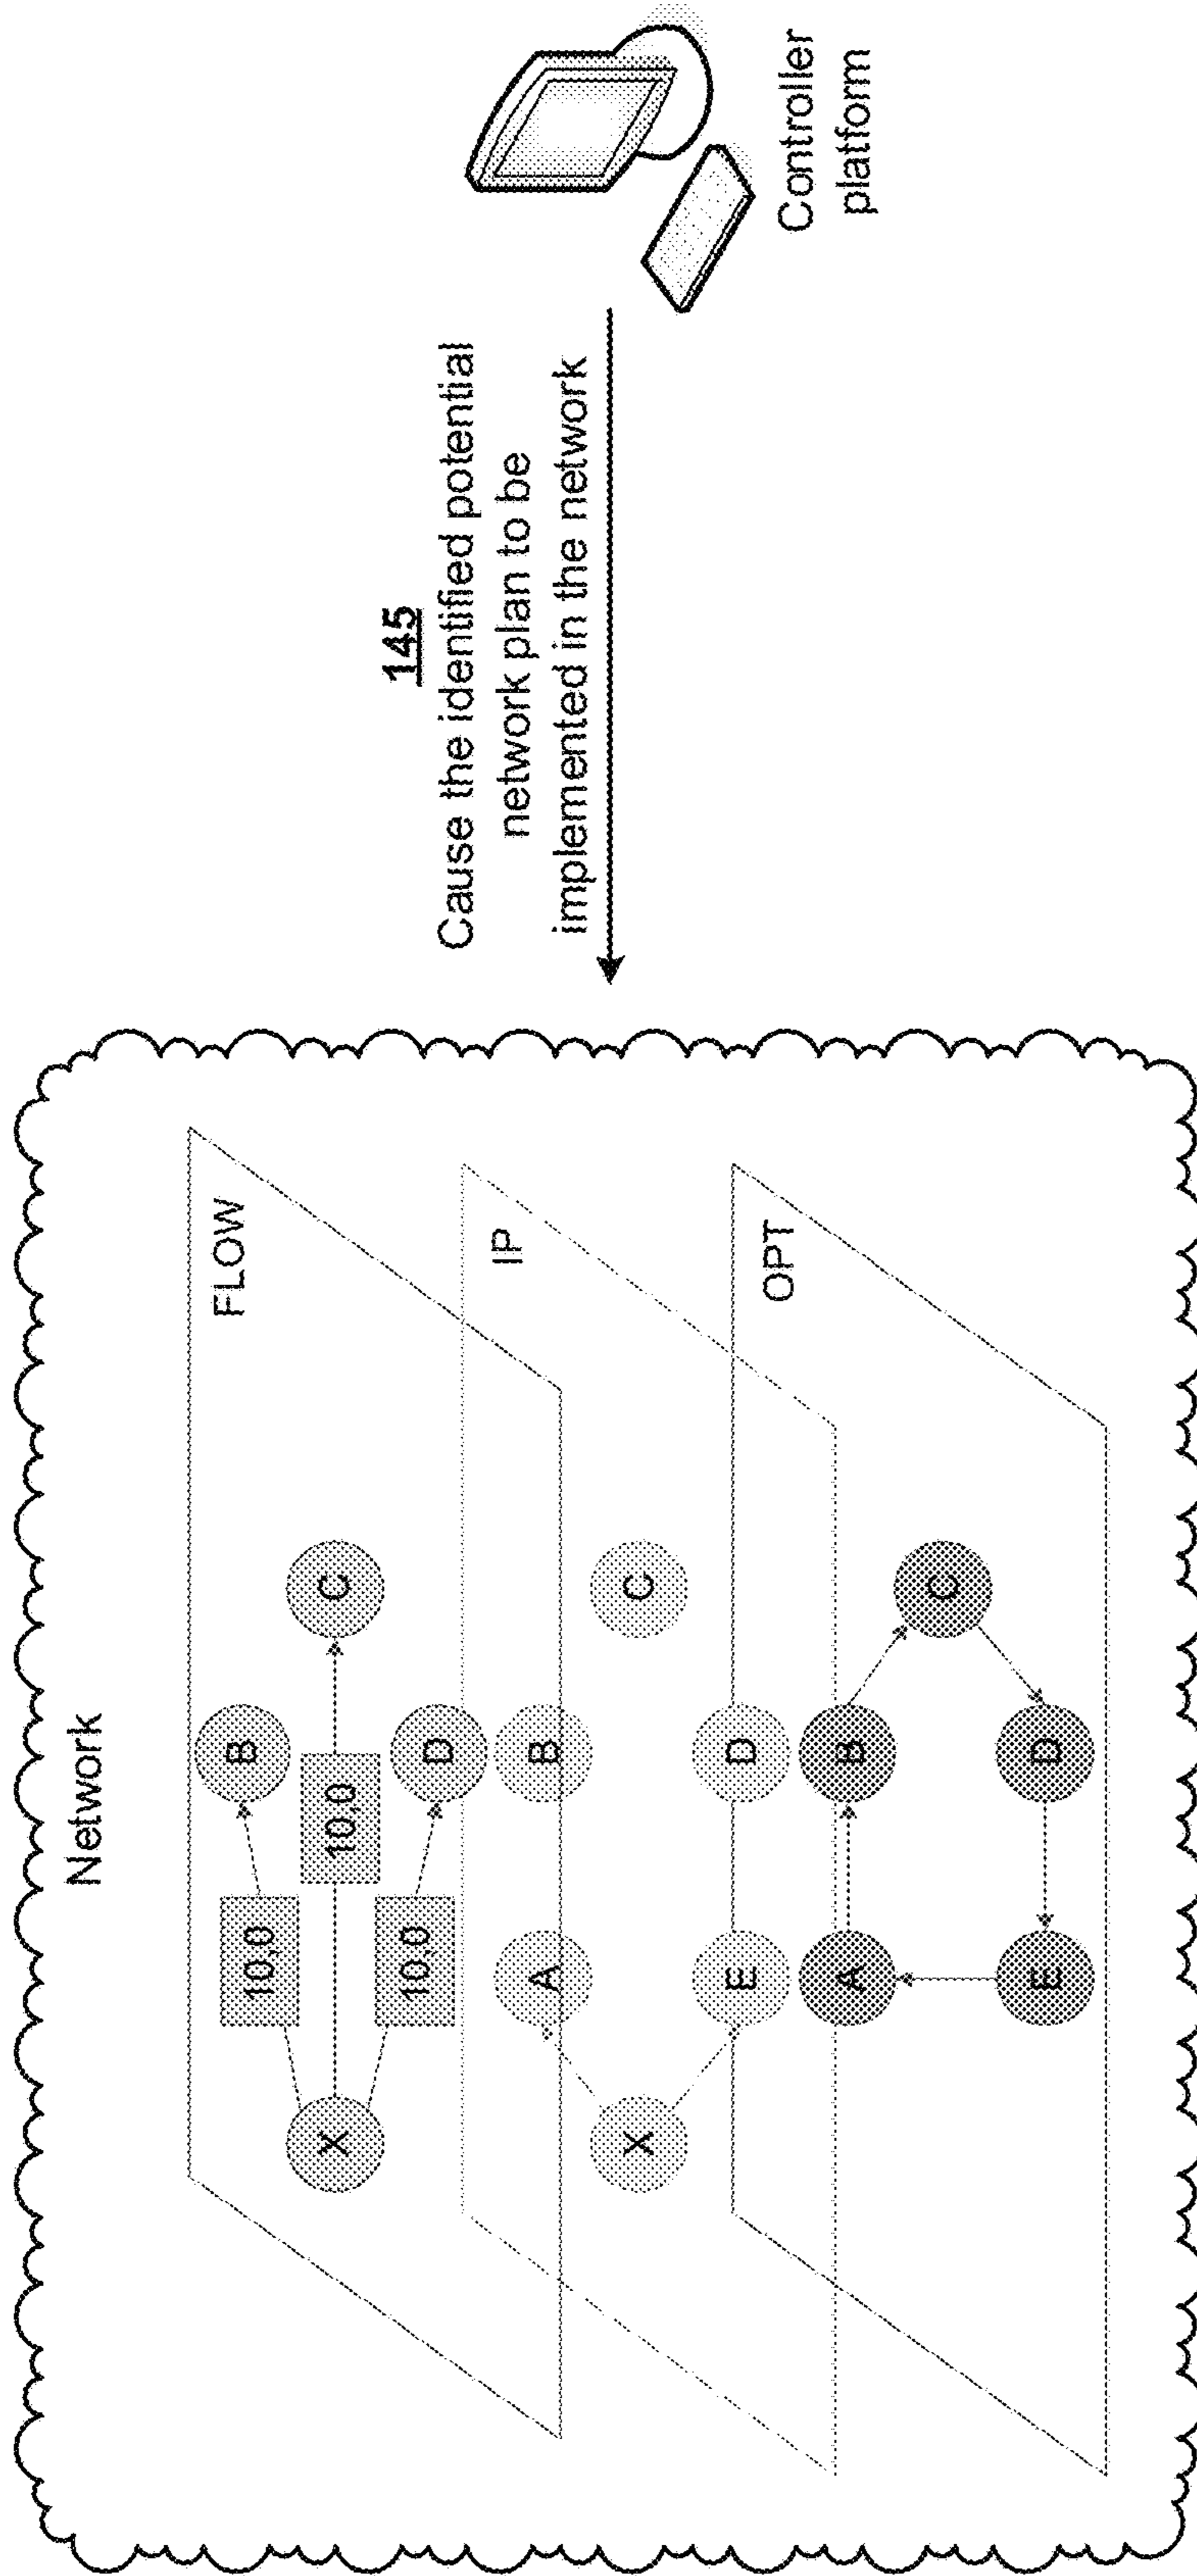 Network
FLOW
B
10,0
X
10,0
C
10,0
D
IP
A
B
X
C
E
D
OPT
A
B
C
E
D
145
Cause the identified potential
network plan to be
implemented in the network
Controller
platform